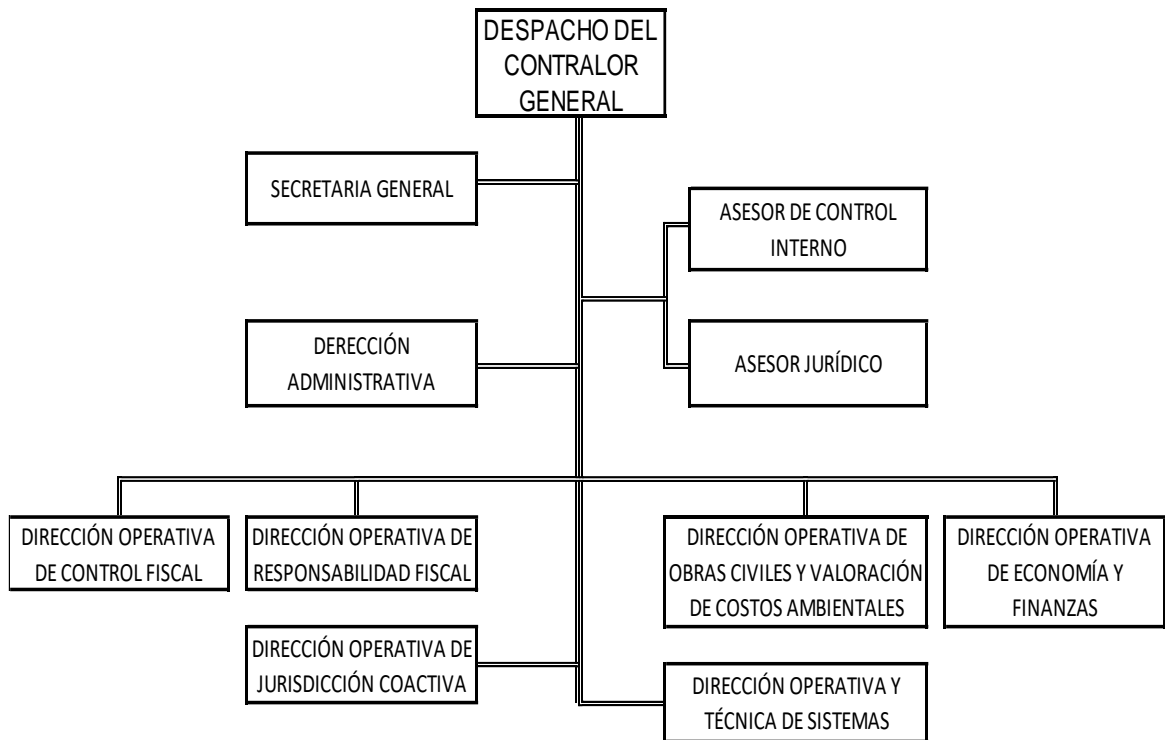 DESPACHO DEL
CONTRALOR
GENERAL
SECRETARIA GENERAL
ASESOR DE CONTROL
INTERNO
DERECCIÓN
ADMINISTRATIVA
ASESOR JURÍDICO
DIRECCIÓN OPERATIVA
DE CONTROL FISCAL
DIRECCIÓN OPERATIVA DE
RESPONSABILIDAD FISCAL
DIRECCIÓN OPERATIVA DE
OBRAS CIVILES Y VALORACIÓN
DE COSTOS AMBIENTALES
DIRECCIÓN OPERATIVA
DE ECONOMÍA Y
FINANZAS
DIRECCIÓN OPERATIVA DE
JURISDICCIÓN COACTIVA
DIRECCIÓN OPERATIVA Y
TÉCNICA DE SISTEMAS